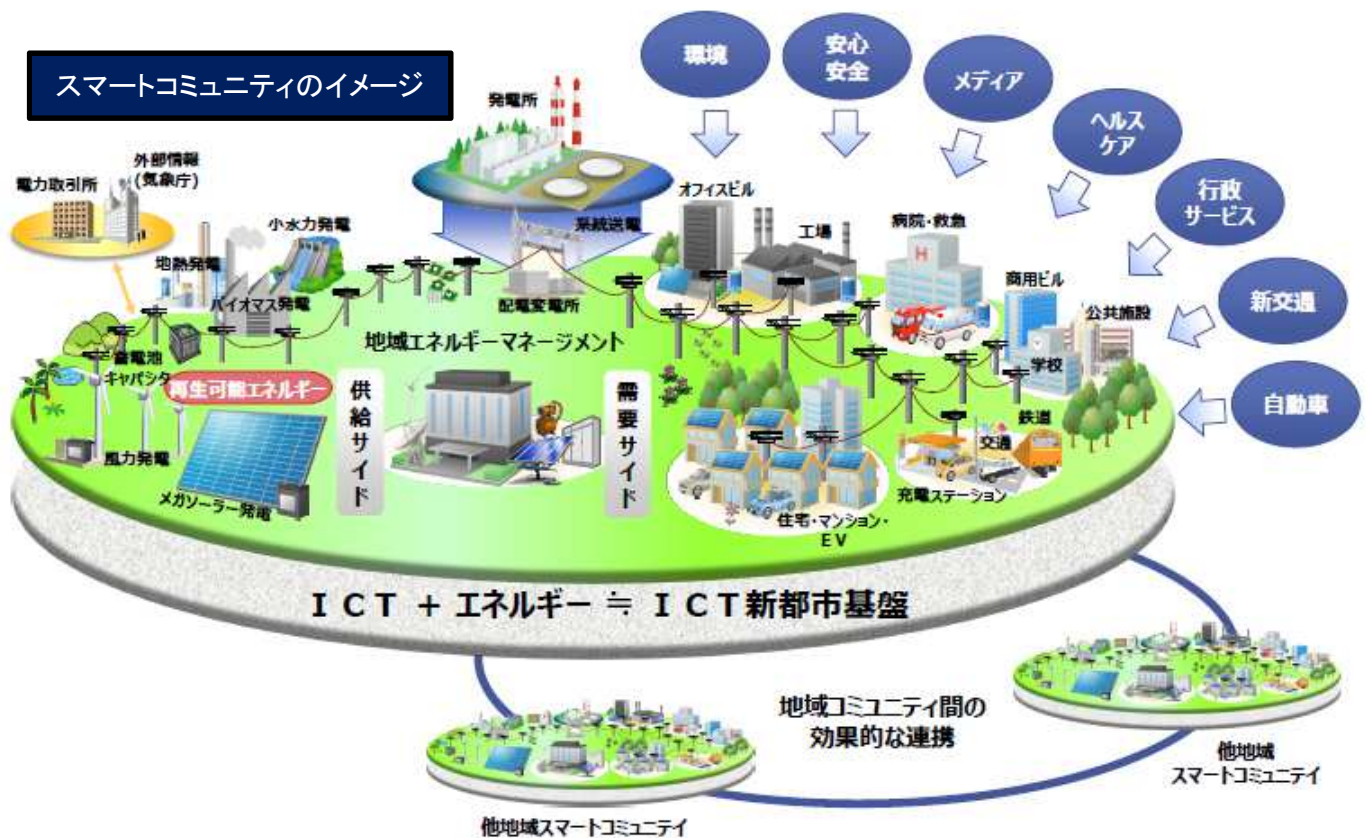 スマートコミュニティのイメージ
環境
安心
安全
メディア
ヘルス
ケア
行政
サービス
新交通
自動車
発電所
外部情報
(気象庁)
電力取引所
小水力発電
地熱発電
バイオマス発電
系統送電
配電変電所
オフィスビル
工場
病院・救急
H
商用ビル
公共施設
学校
地域エネルギーマネージメント
蓄電池
キャパシタ
再生可能エネルギー
風力発電
メガソーラー発電
供給サイド
需要サイド
鉄道
交通
充電ステーション
住宅・マンション・
EV
ICT + エネルギー ≒ ICT新都市基盤
地域コミュニティ間の
効果的な連携
他地域
スマートコミュニテイ
他地域スマートコミュニテイ